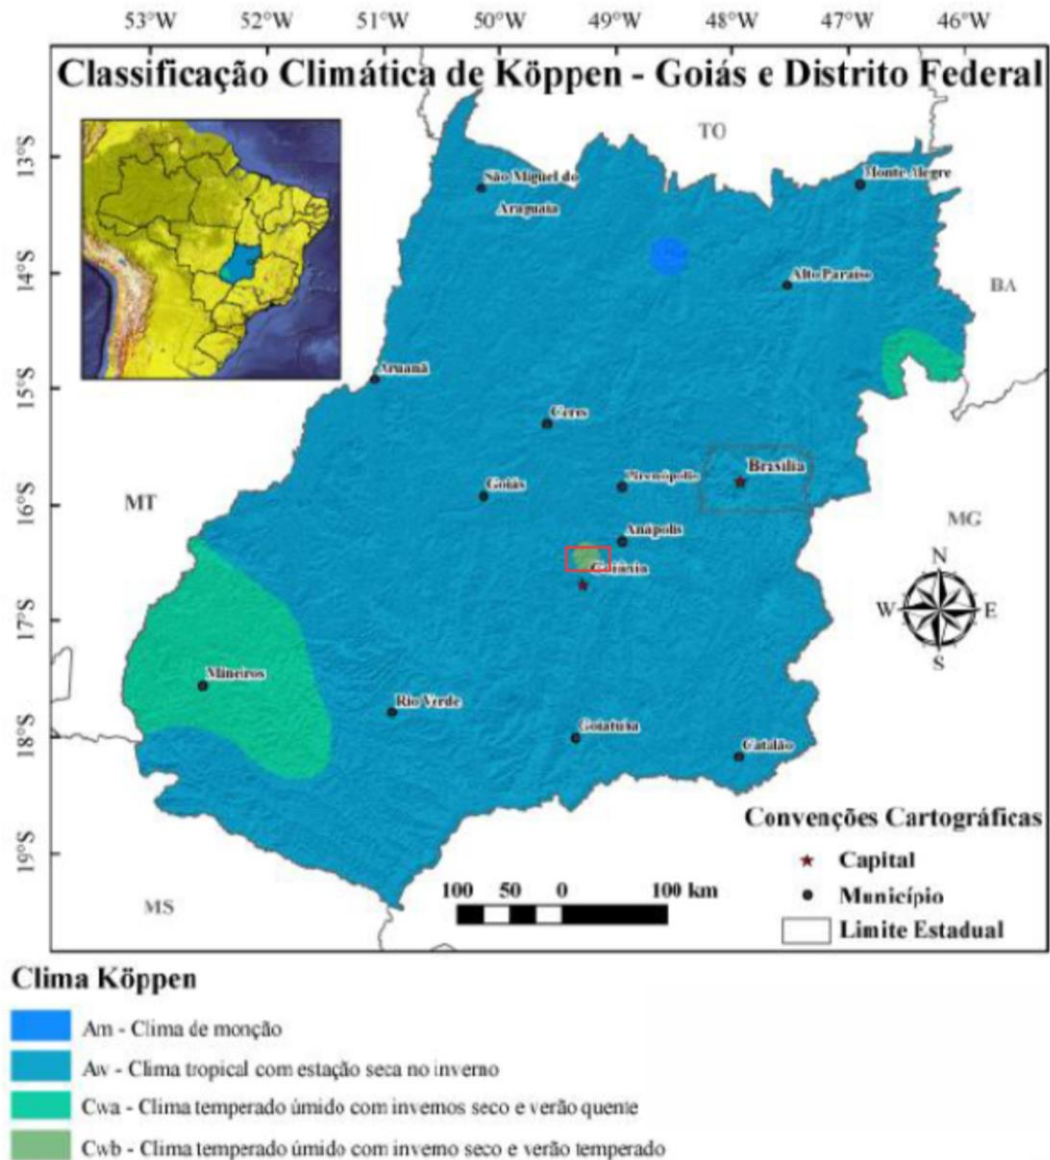 53°W 52°W 51°W 50°W 49°W 48°W 47°W 46°W
Classificação Climática de Köppen - Goiás e Distrito Federal
TO
13°S
São Miguel do
Araguaia
Monte Alegre
14°S
Alto Paraíso
BA
Aruanã
15°S
Ceres
Brasília
Pirenópolis
Goiás
MT
16°S
MG
Anápolis
N
Goiânia
W E
17°S
S
Mineiros
Rio Verde
Goiatuba
18°S
Catalão
Convenções Cartográficas
19°S
100 50 0 100 km
Capital
Município
MS
Limite Estadual
Clima Köppen
Am - Clima de monção
Aw - Clima tropical com estação seca no inverno
Cwa - Clima temperado úmido com invernos seco e verão quente
Cwb - Clima temperado úmido com inverno seco e verão temperado